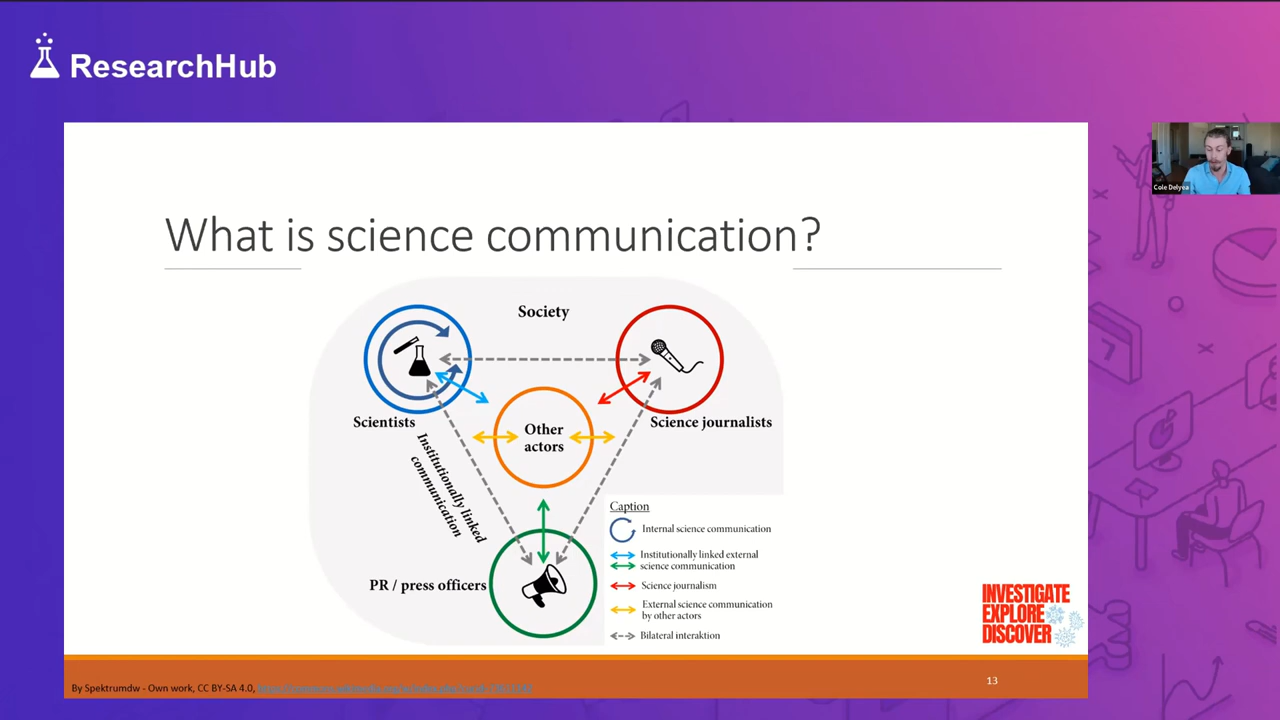 ResearchHub
Cole Delyea
What is science communication?
Society
Scientists
Science journalists
Other
actors
Institutionally linked
communication
PR / press officers
Caption
Internal science communication
Institutionally linked external
science communication
Science journalism
External science communication
by other actors
Bilateral interaktion
INVESTIGATE
EXPLORE
DISCOVER
By Spektrumdw - Own work, CC BY-SA 4.0,
13